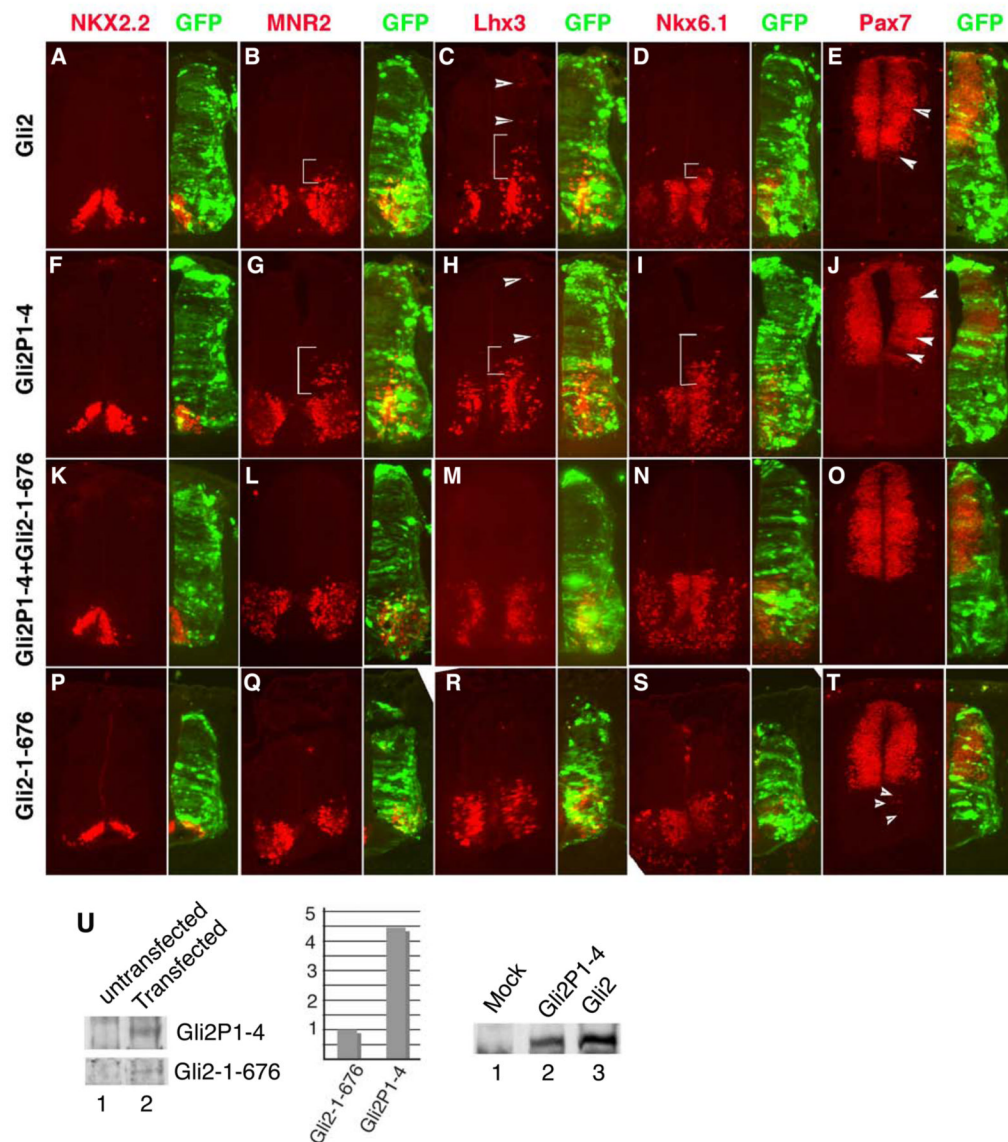 NKX2.2 GFP MNR2 GFP Lhx3 GFP Nkx6.1 GFP Pax7 GFP
Gli2
A B C D E
Gli2P1-4
F G H I J
Gli2P1-4+Gli2-1-676
K L M N O
Gli2-1-676
P Q R S T
U
untransfected
Transfected
Gli2P1-4
Gli2-1-676
1 2
5
4
3
2
1
Gli2-1-676
Gli2P1-4
Mock
Gli2P1-4
Gli2
1 2 3